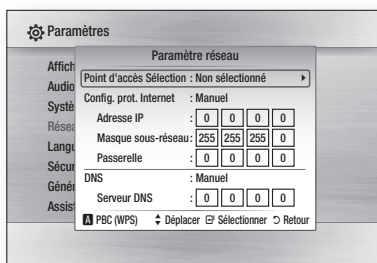 Paramètres
Paramètre réseau
Affich
Point d'accès Sélection : Non sélectionné
Audio
Config. prot. Internet : Manuel
Systè
Adresse IP : 0 0 0 0
Résea
Masque sous-réseau : 255 255 255 0
Langu
Passerelle : 0 0 0 0
Sécur
DNS : Manuel
Génér
Serveur DNS : 0 0 0 0
Assist
A PBC (WPS) Déplacer Sélectionner Retour